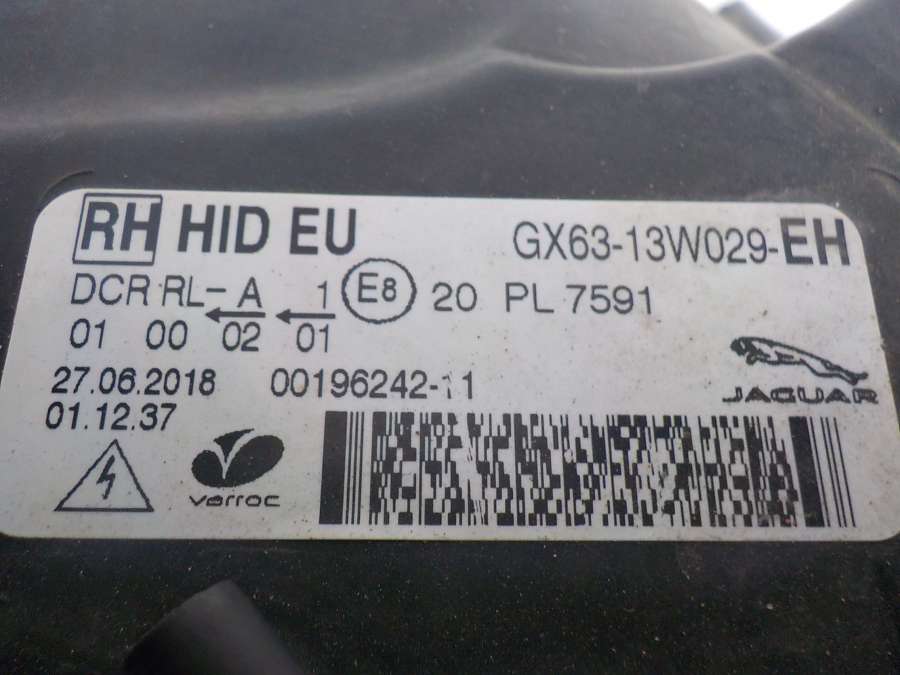 RH HID EU GX63-13W029-EH
DCR RL- A 1 E8 20 PL 7591
01 00 02 01
27.06.2018 00196242-11
01.12.37
JAGUAR
varroc